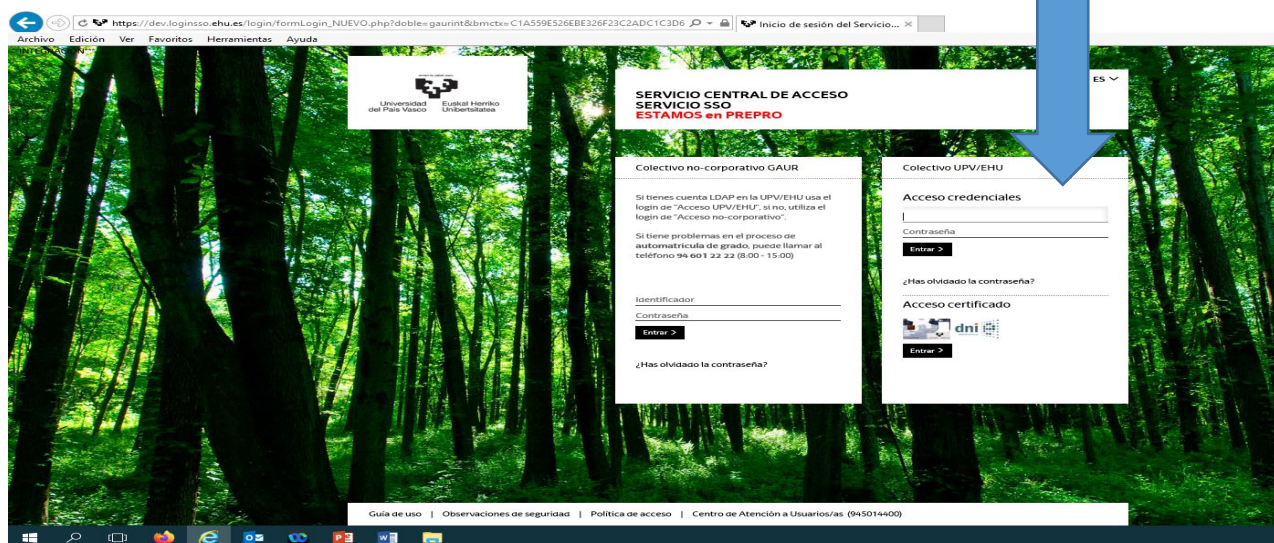 https://dev.loginsso.ehu.es/login/formLogin_NUEVO.php?doble=gaurint&bmctx=C1A559E526EBE326F23C2ADC1C3D6
Inicio de sesión del Servicio...
Archivo Edición Ver Favoritos Herramientas Ayuda
ES
Universidad del País Vasco
Euskal Herriko Unibertsitatea
SERVICIO CENTRAL DE ACCESO
SERVICIO SSO
ESTAMOS en PREPRO
Colectivo no-corporativo GAUR
Si tienes cuenta LDAP en la UPV/EHU usa el
login de "Acceso UPV/EHU", si no, utiliza el
login de "Acceso no-corporativo".
Si tiene problemas en el proceso de
automatricula de grado, puede llamar al
teléfono 94 601 22 22 (8:00 - 15:00)
Identificador
Contraseña
Entrar >
¿Has olvidado la contraseña?
Colectivo UPV/EHU
Acceso credenciales
Contraseña
Entrar >
¿Has olvidado la contraseña?
Acceso certificado
dni
Entrar >
Guía de uso | Observaciones de seguridad | Política de acceso | Centro de Atención a Usuarios/as (945014400)